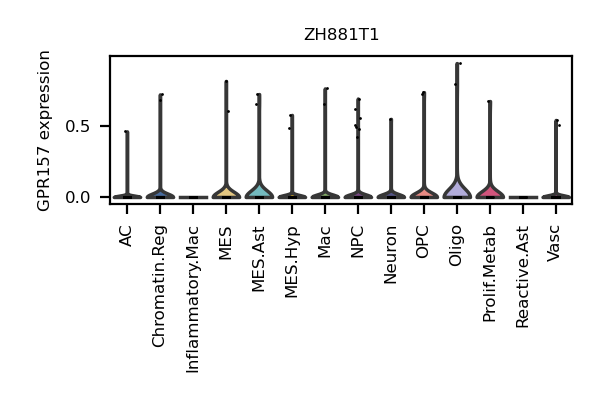 ZH881T1
GPR157 expression
0.5
0.0
AC
Chromatin.Reg
Inflammatory.Mac
MES
MES.Ast
MES.Hyp
Mac
NPC
Neuron
OPC
Oligo
Prolif.Metab
Reactive.Ast
Vasc